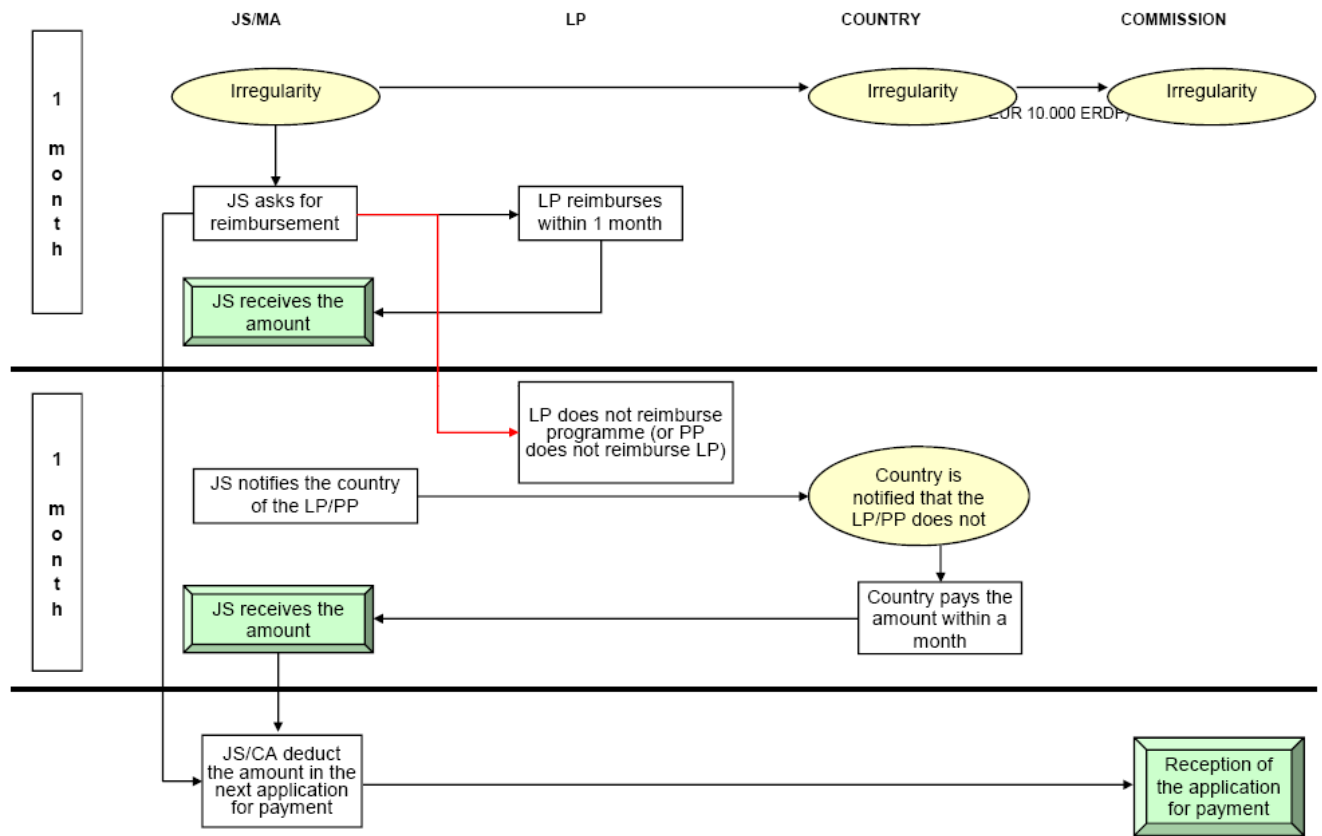 JS/MA
LP
COUNTRY
COMMISSION
1
m
o
n
t
h
Irregularity
Irregularity
Irregularity
EUR 10.000 ERDP)
JS asks for
reimbursement
LP reimburses
within 1 month
JS receives the
amount
1
m
o
n
t
h
LP does not reimburse
programme (or PP
does not reimburse LP)
JS notifies the country
of the LP/PP
Country is
notified that the
LP/PP does not
JS receives the
amount
Country pays the
amount within a
month
JS/CA deduct
the amount in the
next application
for payment
Reception of
the application
for payment